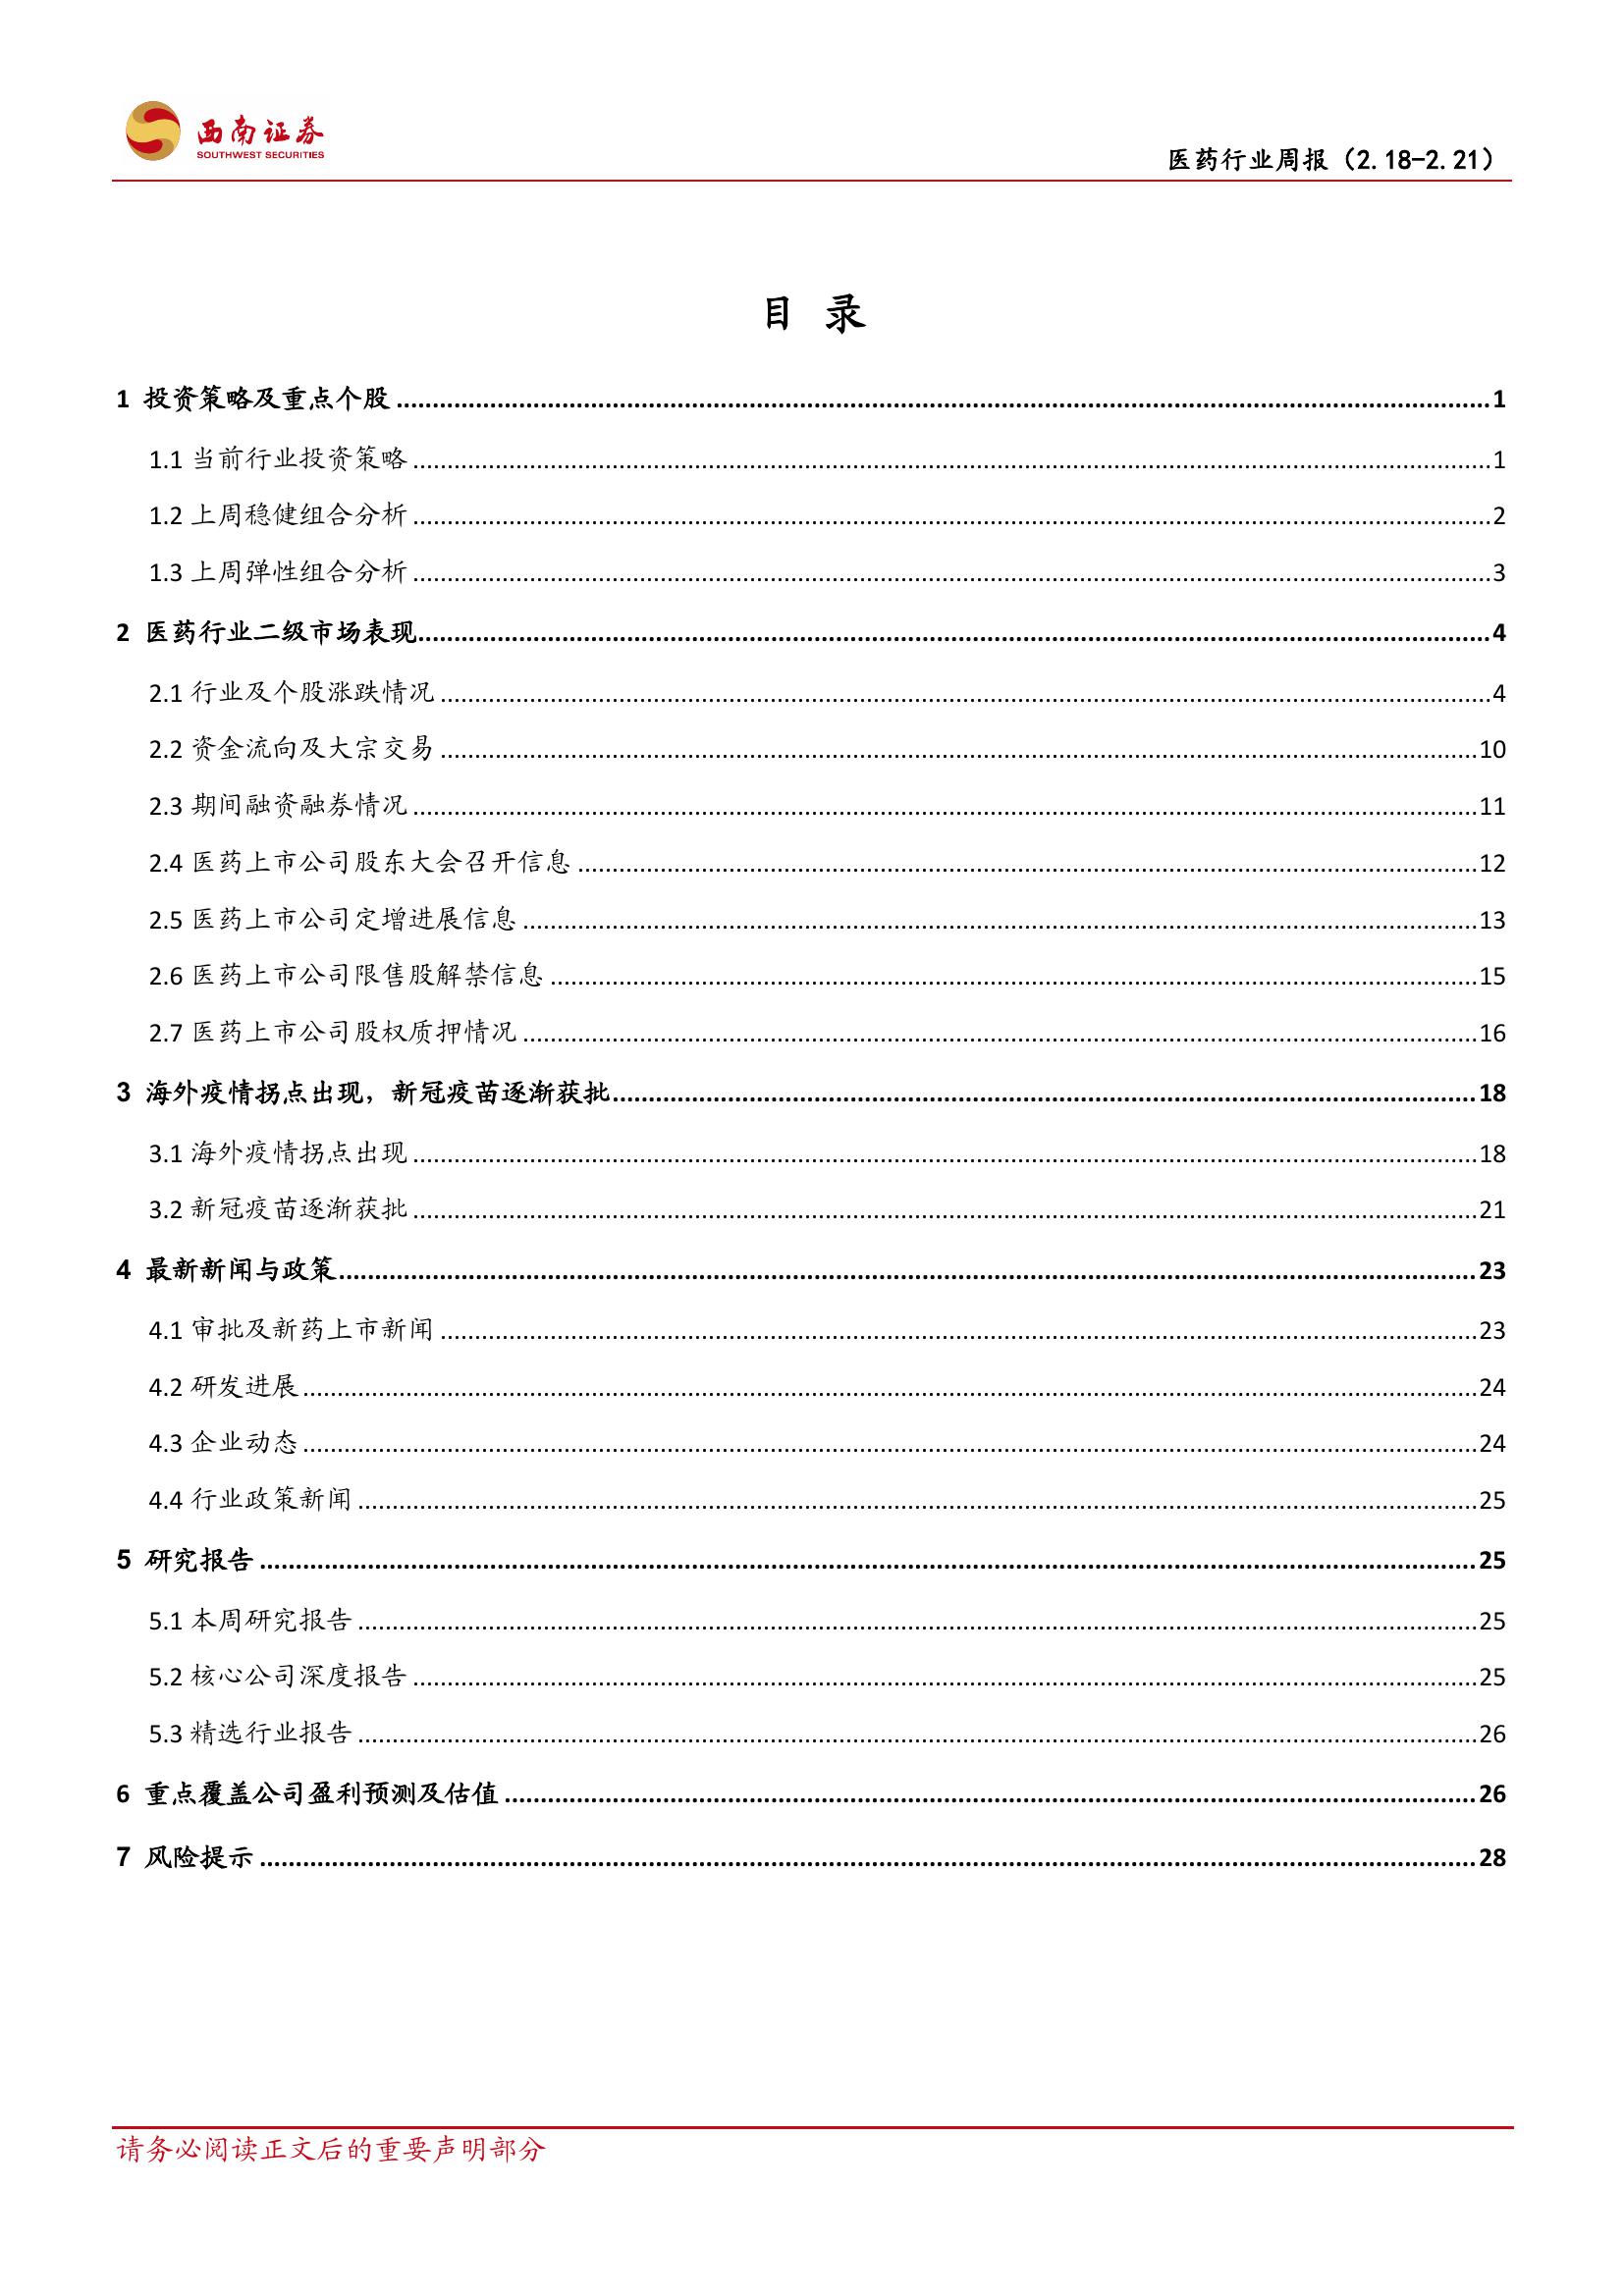 西南证券
SOUTHWEST SECURITIES
医药行业周报（2.18-2.21）
目 录
1 投资策略及重点个股 1
1.1 当前行业投资策略 1
1.2 上周稳健组合分析 2
1.3 上周弹性组合分析 3
2 医药行业二级市场表现 4
2.1 行业及个股涨跌情况 4
2.2 资金流向及大宗交易 10
2.3 期间融资融券情况 11
2.4 医药上市公司股东大会召开信息 12
2.5 医药上市公司定增进展信息 13
2.6 医药上市公司限售股解禁信息 15
2.7 医药上市公司股权质押情况 16
3 海外疫情拐点出现，新冠疫苗逐渐获批 18
3.1 海外疫情拐点出现 18
3.2 新冠疫苗逐渐获批 21
4 最新新闻与政策 23
4.1 审批及新药上市新闻 23
4.2 研发进展 24
4.3 企业动态 24
4.4 行业政策新闻 25
5 研究报告 25
5.1 本周研究报告 25
5.2 核心公司深度报告 25
5.3 精选行业报告 26
6 重点覆盖公司盈利预测及估值 26
7 风险提示 28
请务必阅读正文后的重要声明部分